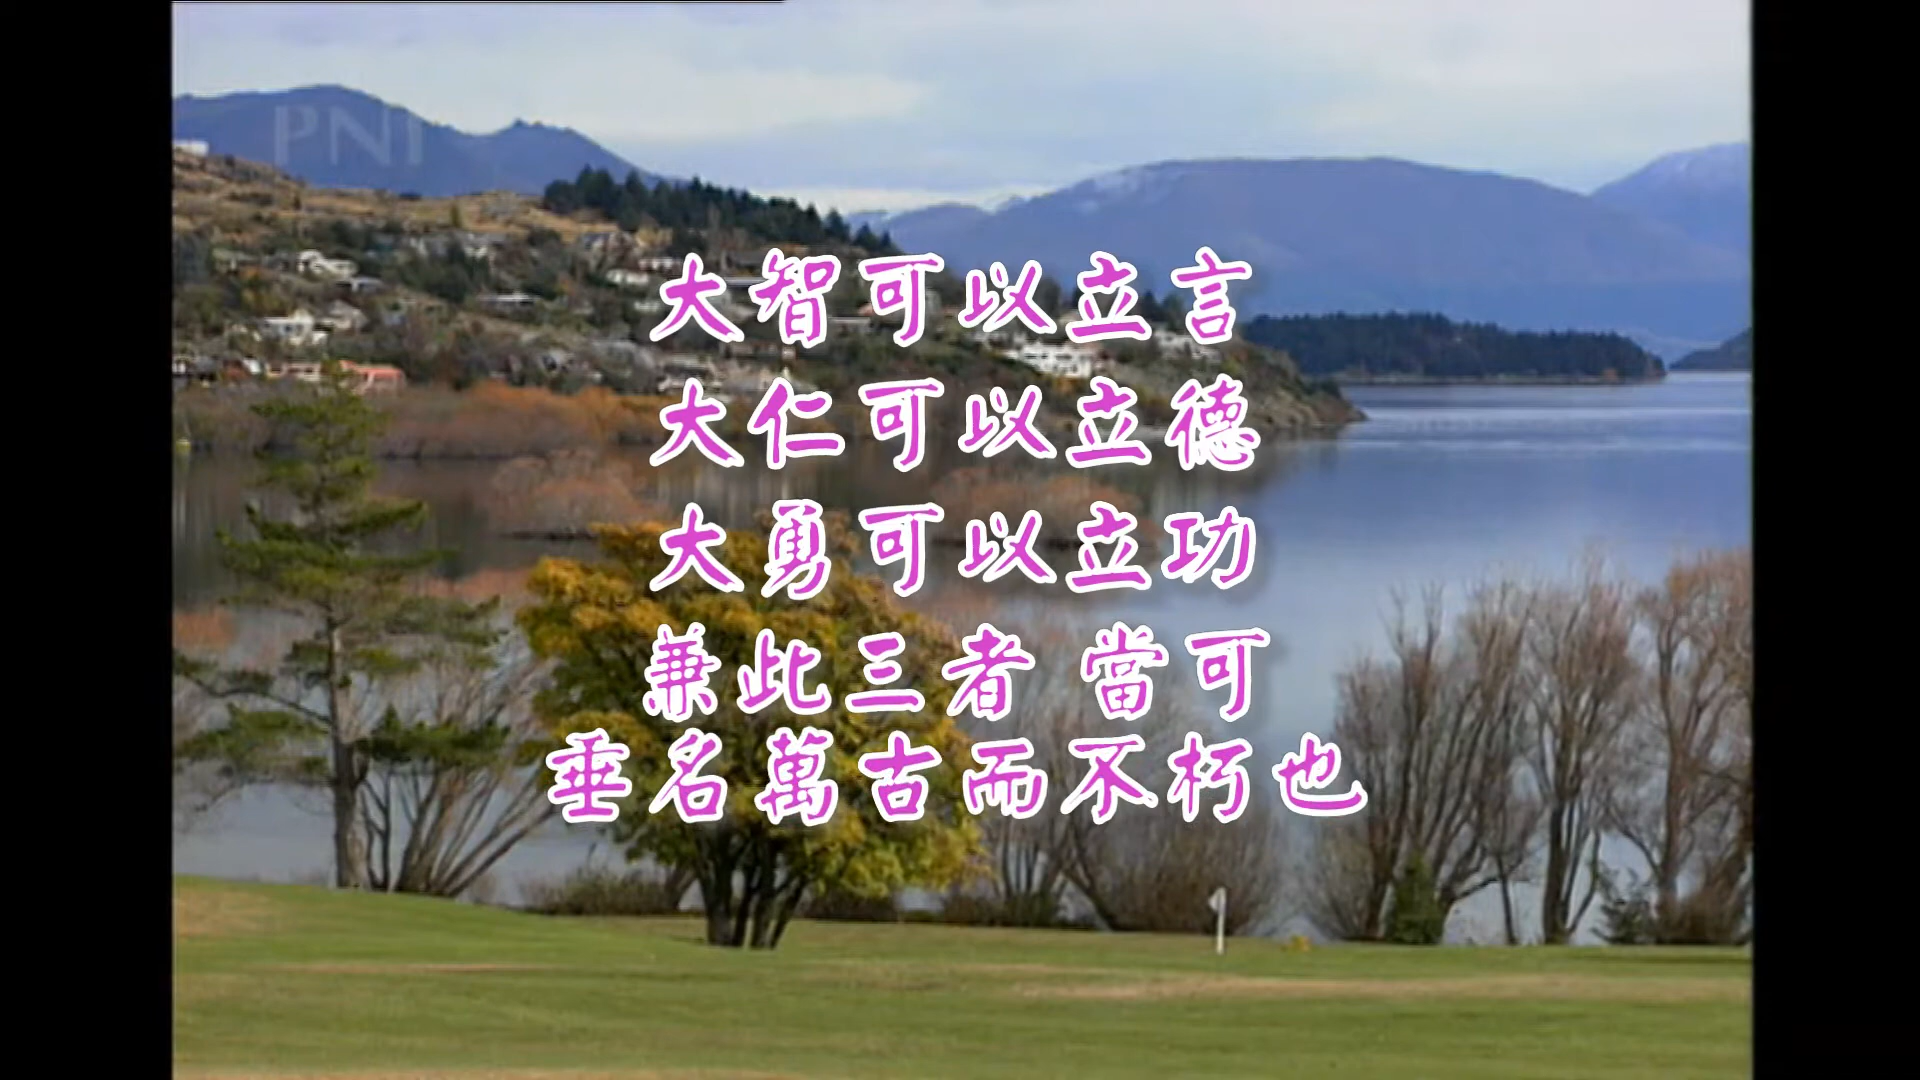 PNI
大智可以立言
大仁可以立德
大勇可以立功
兼此三者 當可
垂名萬古而不朽也